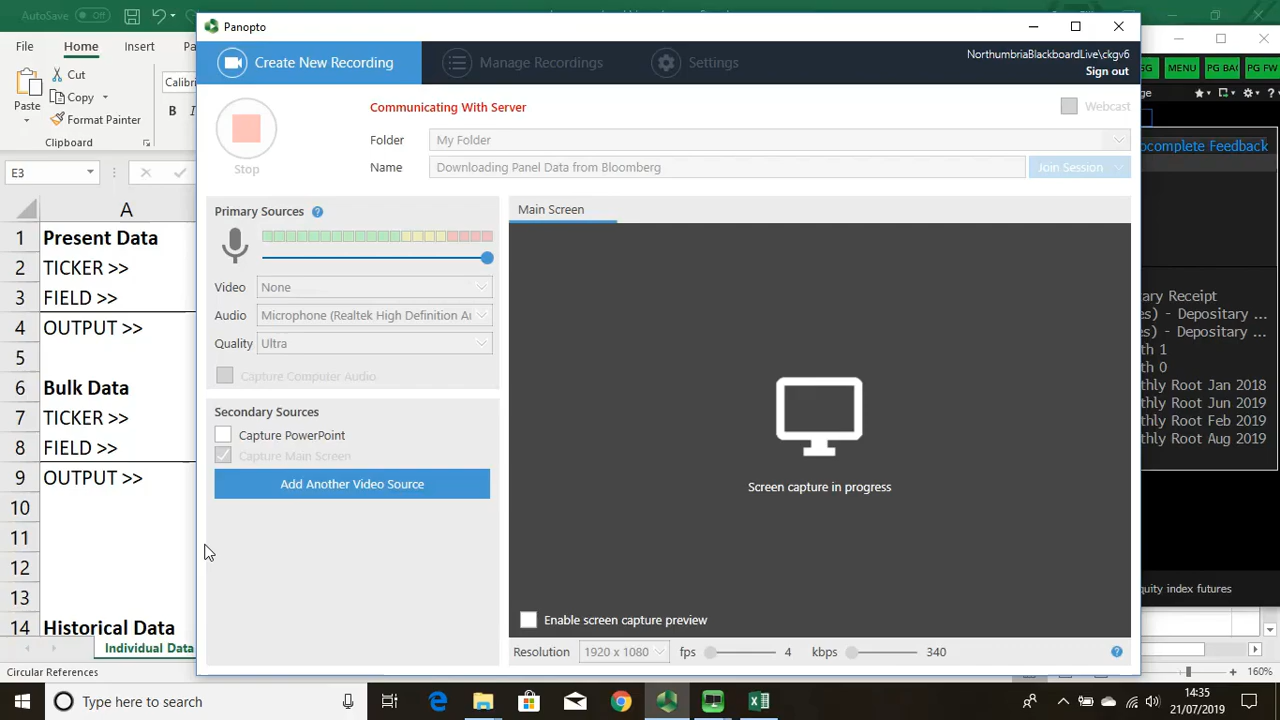 AutoSave Off
Panopto
File Home Insert
Create New Recording
Manage Recordings
Settings
NorthumbriaBlackboardLive\ckgv6
Sign out
MENU PG BAC PG FW
Paste
Cut
Copy
Format Painter
Clipboard
Calibri
B I
Stop
Communicating With Server
Webcast
Folder My Folder
Name Downloading Panel Data from Bloomberg
Join Session
ocomplete Feedback
E3
Primary Sources
Main Screen
Video None
Audio Microphone (Realtek High Definition Au
Quality Ultra
Capture Computer Audio
Secondary Sources
Capture PowerPoint
Capture Main Screen
Add Another Video Source
Screen capture in progress
Enable screen capture preview
Resolution 1920 x 1080 fps 4 kbps 340
A
1 Present Data
2 TICKER >>
3 FIELD >>
4 OUTPUT >>
5
6 Bulk Data
7 TICKER >>
8 FIELD >>
9 OUTPUT >>
10
11
12
13
14 Historical Data
Individual Data
Circular References
ary Receipt
es) - Depositary ...
es) - Depositary ...
th 1
th 0
thly Root Jan 2018
thly Root Jun 2019
thly Root Feb 2019
thly Root Aug 2019
quity index futures
160%
Type here to search
14:35
21/07/2019